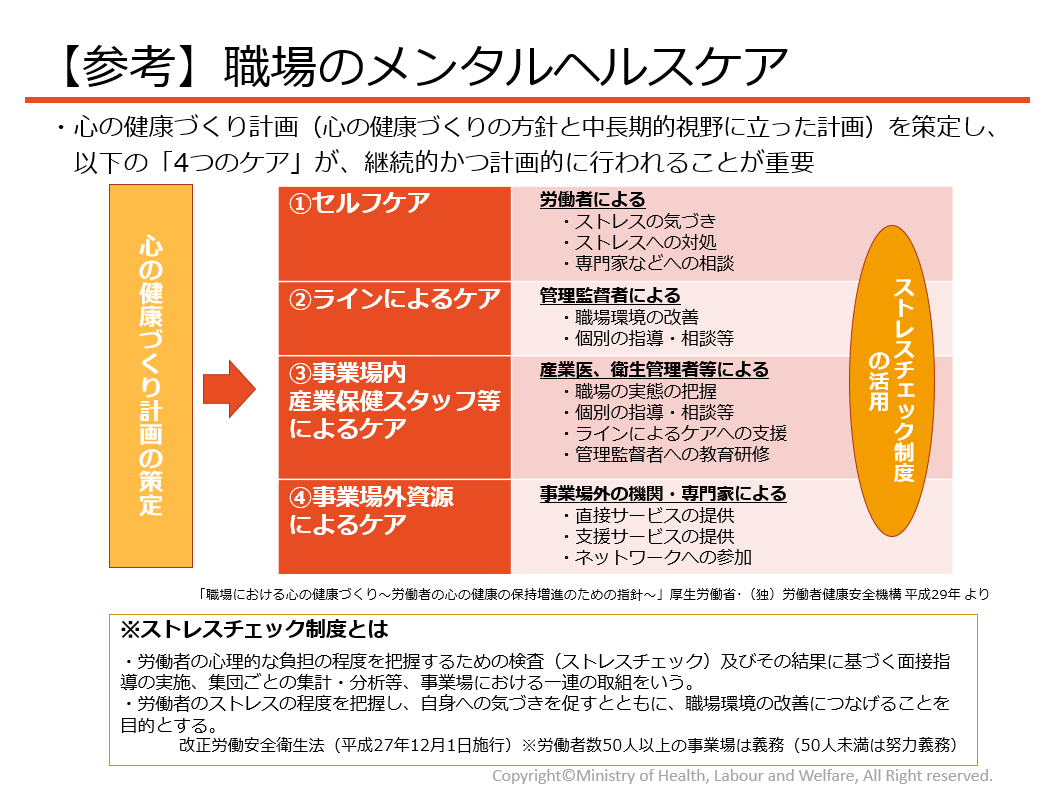 【参考】職場のメンタルヘルスケア
・心の健康づくり計画（心の健康づくりの方針と中長期的視野に立った計画）を策定し、
以下の「4つのケア」が、継続的かつ計画的に行われることが重要
心の健康づくり計画の策定
①セルフケア
労働者による
・ストレスの気づき
・ストレスへの対処
・専門家などへの相談
②ラインによるケア
管理監督者による
・職場環境の改善
・個別の指導・相談等
③事業場内
産業保健スタッフ等
によるケア
産業医、衛生管理者等による
・職場の実態の把握
・個別の指導・相談等
・ラインによるケアへの支援
・管理監督者への教育研修
④事業場外資源
によるケア
事業場外の機関・専門家による
・直接サービスの提供
・支援サービスの提供
・ネットワークへの参加
ストレスチェック制度
の活用
「職場における心の健康づくり～労働者の心の健康の保持増進のための指針～」厚生労働省・（独）労働者健康安全機構 平成29年 より
※ストレスチェック制度とは
・労働者の心理的な負担の程度を把握するための検査（ストレスチェック）及びその結果に基づく面接指
導の実施、集団ごとの集計・分析等、事業場における一連の取組をいう。
・労働者のストレスの程度を把握し、自身への気づきを促すとともに、職場環境の改善につなげることを
目的とする。
改正労働安全衛生法（平成27年12月1日施行）※労働者数50人以上の事業場は義務（50人未満は努力義務）
Copyright©Ministry of Health, Labour and Welfare, All Right reserved.